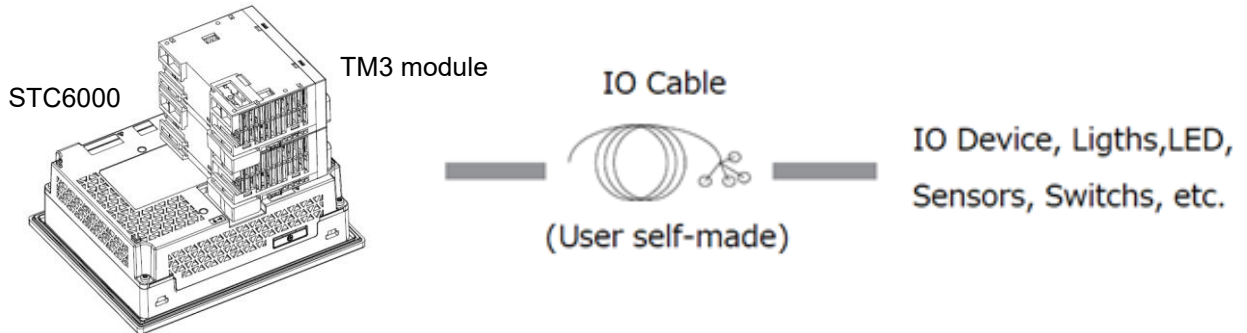 STC6000
TM3 module
IO Cable
(User self-made)
IO Device, Ligths,LED,
Sensors, Switchs, etc.